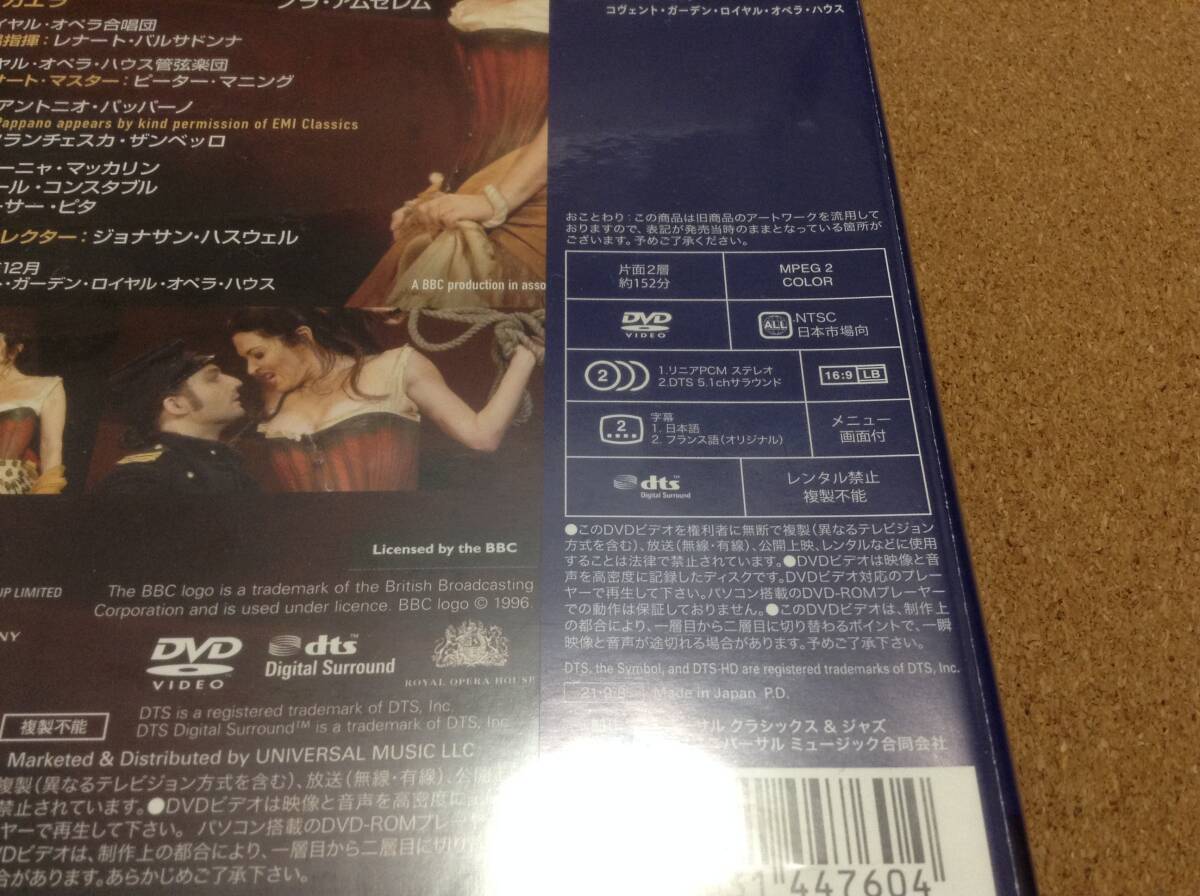 カエラ
ノラ・アムセレム
イヤル・オペラ合唱団
指揮：レナート・バルサドンナ
ヤル・オペラ・ハウス管弦楽団
サート・マスター：ピーター・マニング
アントニオ・パッパーノ
Pappano appears by kind permission of EMI Classics
フランチェスカ・ザンベッロ
ーニャ・マッカリン
ール・コンスタブル
ーサー・ピタ
レクター：ジョナサン・ハスウェル
12月
・ガーデン・ロイヤル・オペラ・ハウス
A BBC production in asso
Licensed by the BBC
UP LIMITED
The BBC logo is a trademark of the British Broadcasting
Corporation and is used under licence. BBC logo © 1996.
NY
DVD
VIDEO
dts
Digital Surround
ROYAL OPERA HOUSE
複製不能
DTS is a registered trademark of DTS, Inc.
DTS Digital Surround™ is a trademark of DTS, Inc.
Marketed & Distributed by UNIVERSAL MUSIC LLC
複製（異なるテレビジョン方式を含む）、放送（無線・有線）、公開
禁止されています。●DVDビデオは映像と音声を高密度に
ヤーで再生して下さい。パソコン搭載のDVD-ROMプレー
VDビデオは、制作上の都合により、一層目から二層目に切り
合があります。あらかじめご了承下さい。
コヴェント・ガーデン・ロイヤル・オペラ・ハウス
おことわり：この商品は旧商品のアートワークを流用して
おりますので、表記が発売当時のままとなっている箇所が
ございます。予めご了承ください。
片面2層
約152分
MPEG 2
COLOR
DVD
VIDEO
ALL
NTSC
日本市場向
2
1.リニアPCM ステレオ
2.DTS 5.1chサラウンド
16:9 LB
2
字幕
1. 日本語
2. フランス語（オリジナル）
メニュー
画面付
dts
Digital Surround
レンタル禁止
複製不能
●このDVDビデオを権利者に無断で複製（異なるテレビジョン
方式を含む）、放送（無線・有線）、公開上映、レンタルなどに使用
することは法律で禁止されています。●DVDビデオは映像と音
声を高密度に記録したディスクです。DVDビデオ対応のプレー
ヤーで再生して下さい。パソコン搭載のDVD-ROMプレーヤー
での動作は保証しておりません。●このDVDビデオは、制作上
の都合により、一層目から二層目に切り替わるポイントで、一瞬
映像と音声が途切れる場合があります。予めご了承下さい。
DTS, the Symbol, and DTS-HD are registered trademarks of DTS, Inc.
21・9・8 Made in Japan P.D.
サル クラシックス & ジャズ
バーサル ミュージック合同会社
447604